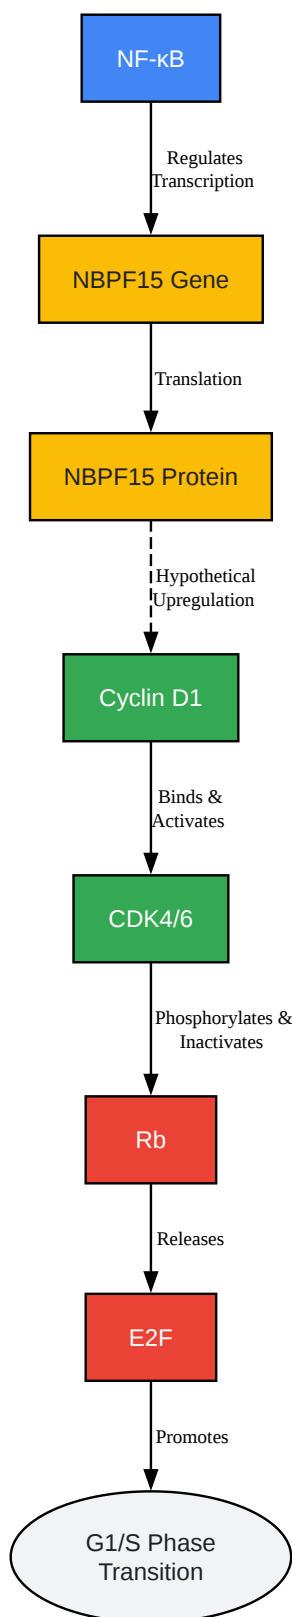 NF-κB
Regulates
Transcription
NBPF15 Gene
Translation
NBPF15 Protein
Hypothetical
Upregulation
Cyclin D1
Binds &
Activates
CDK4/6
Phosphorylates &
Inactivates
Rb
Releases
E2F
Promotes
G1/S Phase
Transition